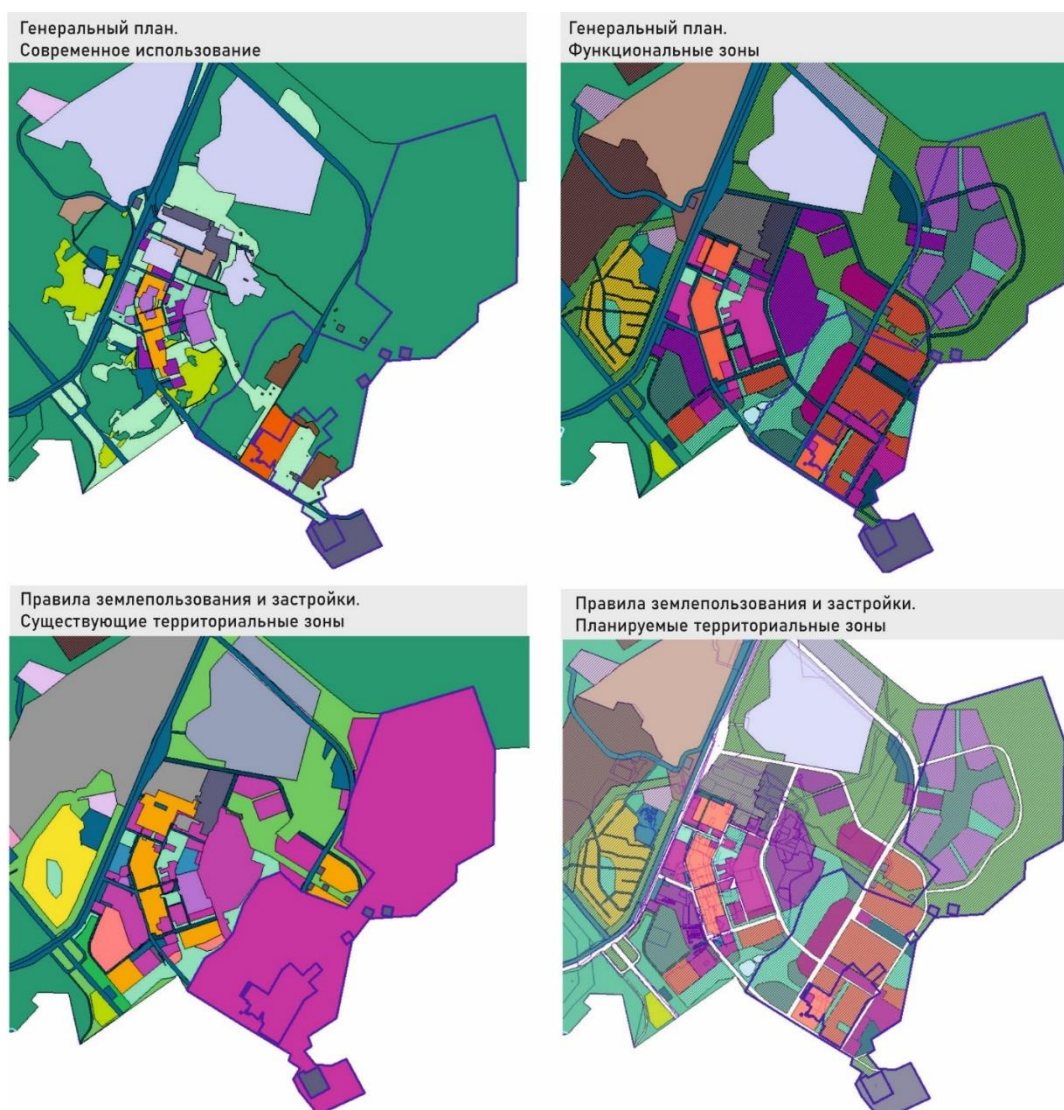 Генеральный план.
Современное использование
Генеральный план.
Функциональные зоны
Правила землепользования и застройки.
Существующие территориальные зоны
Правила землепользования и застройки.
Планируемые территориальные зоны